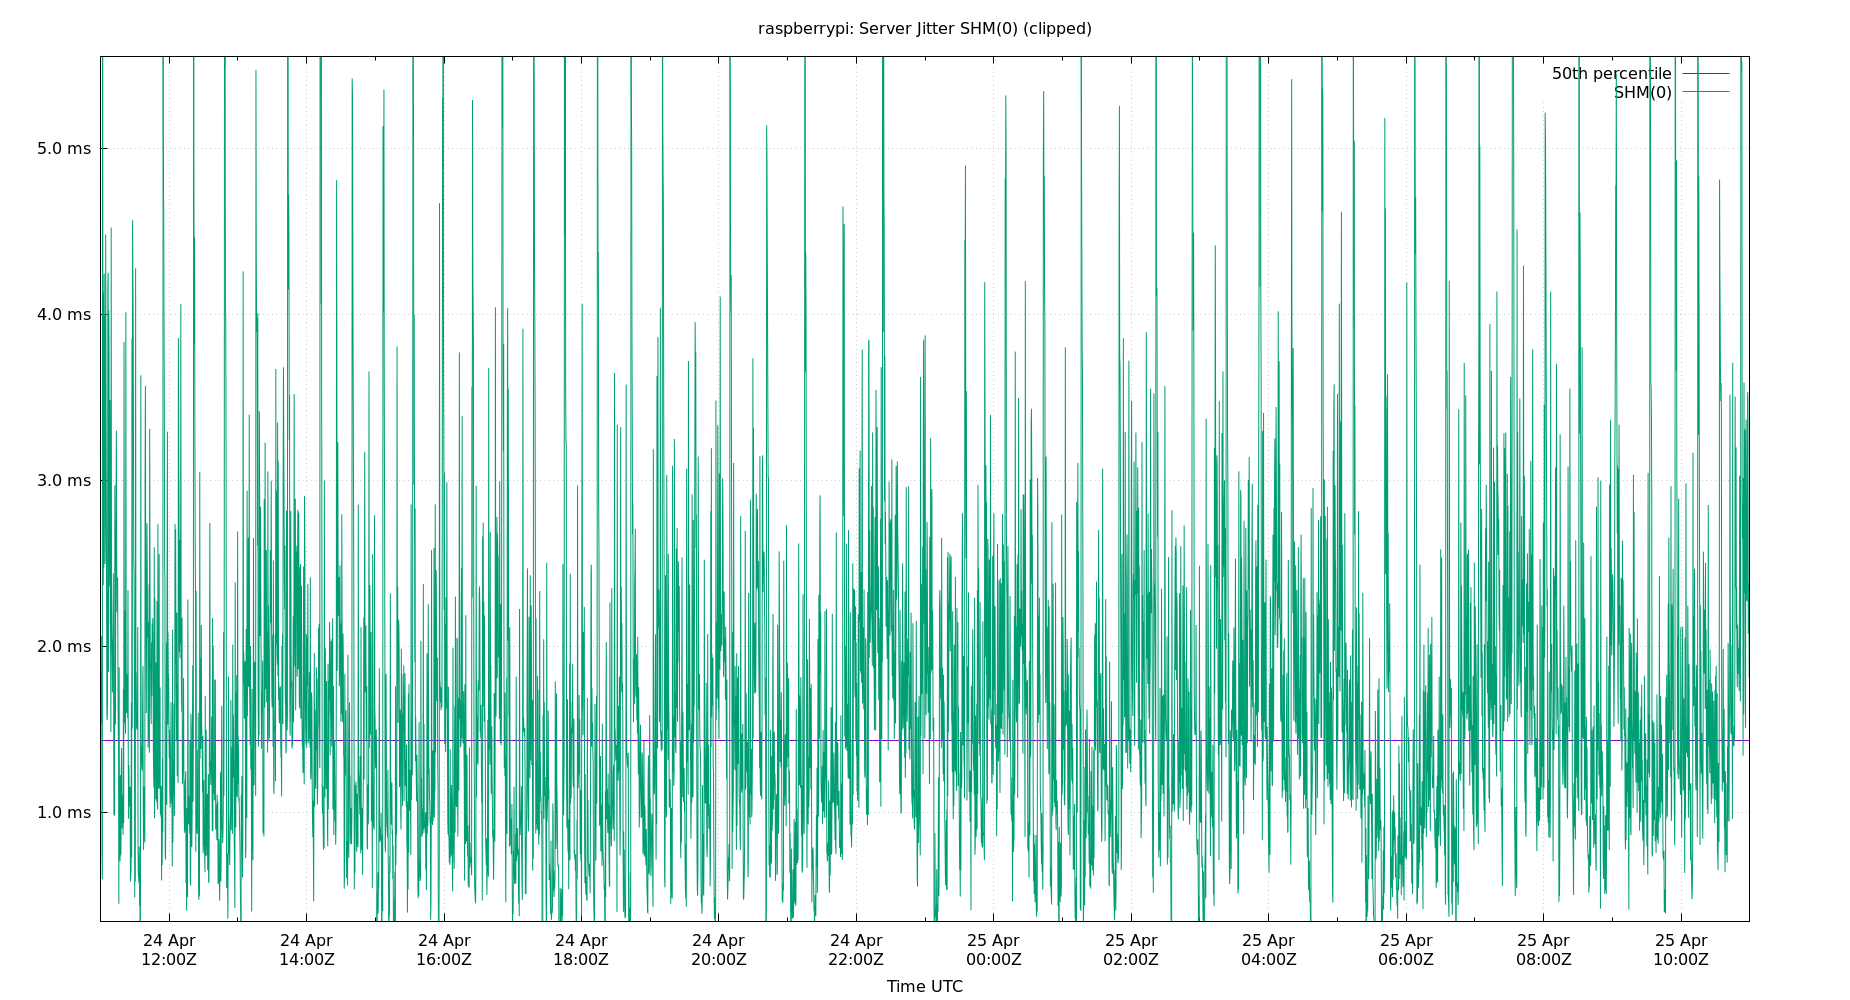 raspberrypi: Server Jitter SHM(0) (clipped)
50th percentile
SHM(0)
5.0 ms
4.0 ms
3.0 ms
2.0 ms
1.0 ms
24 Apr 24 Apr 24 Apr 24 Apr 24 Apr 24 Apr 25 Apr 25 Apr 25 Apr 25 Apr 25 Apr 25 Apr
12:00Z 14:00Z 16:00Z 18:00Z 20:00Z 22:00Z 00:00Z 02:00Z 04:00Z 06:00Z 08:00Z 10:00Z
Time UTC